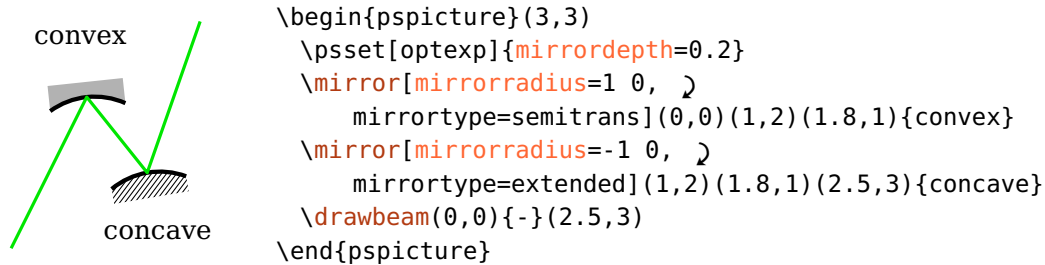 convex
concave
\begin{pspicture}(3,3)
\psset[optexp]{mirrordepth=0.2}
\mirror[mirrorradius=1 0,
mirrortype=semitrans](0,0)(1,2)(1.8,1){convex}
\mirror[mirrorradius=-1 0,
mirrortype=extended](1,2)(1.8,1)(2.5,3){concave}
\drawbeam(0,0){-}(2.5,3)
\end{pspicture}